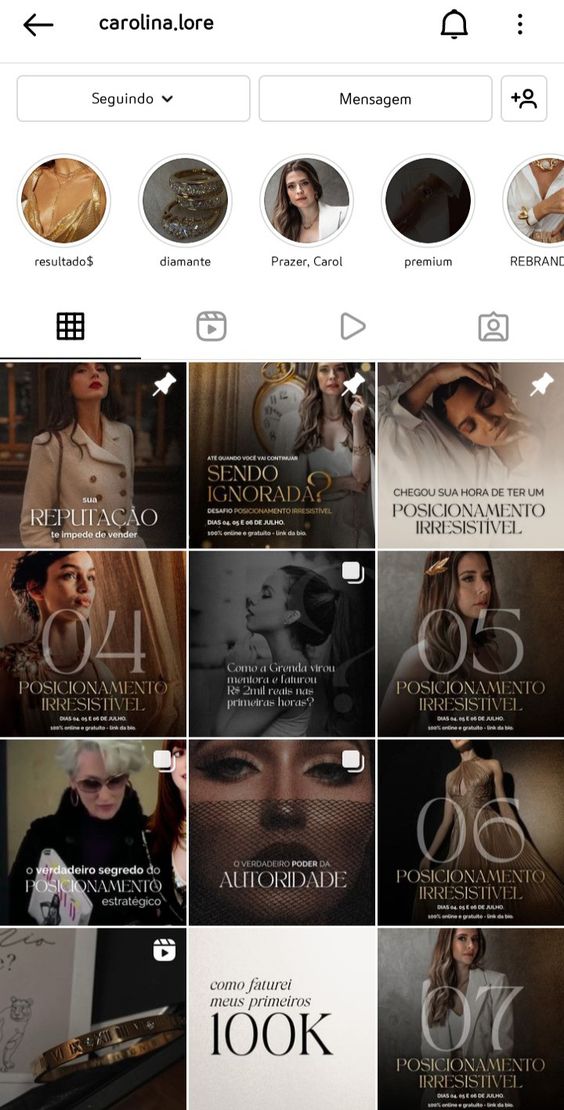 carolina.lore
Seguindo
Mensagem
resultado$
diamante
Prazer, Carol
premium
REBRAND
sua
REPUTAÇÃO
te impede de vender
ATÉ QUANDO VOCÊ VAI CONTINUAR
SENDO
IGNORADA?
DESAFIO POSICIONAMENTO IRRESISTÍVEL
DIAS 04, 05 E 06 DE JULHO.
100% online e gratuito - link da bio.
CHEGOU SUA HORA DE TER UM
POSICIONAMENTO
IRRESISTÍVEL
04
POSICIONAMENTO
IRRESISTÍVEL
DIAS 04, 05 E 06 DE JULHO.
100% online e gratuito - link da bio.
Como a Grenda virou
mentora e faturou
R$ 2mil reais nas
primeiras horas?
05
POSICIONAMENTO
IRRESISTÍVEL
DIAS 04, 05 E 06 DE JULHO.
100% online e gratuito - link da bio.
o verdadeiro segredo do
POSICIONAMENTO
estratégico
O VERDADEIRO PODER DA
AUTORIDADE
06
POSICIONAMENTO
IRRESISTÍVEL
DIAS 04, 05 E 06 DE JULHO.
100% online e gratuito - link da bio.
?
como faturei
meus primeiros
100K
07
POSICIONAMENTO
IRRESISTÍVEL
DIAS 04, 05 E 06 DE JULHO.
100% online e gratuito - link da bio.